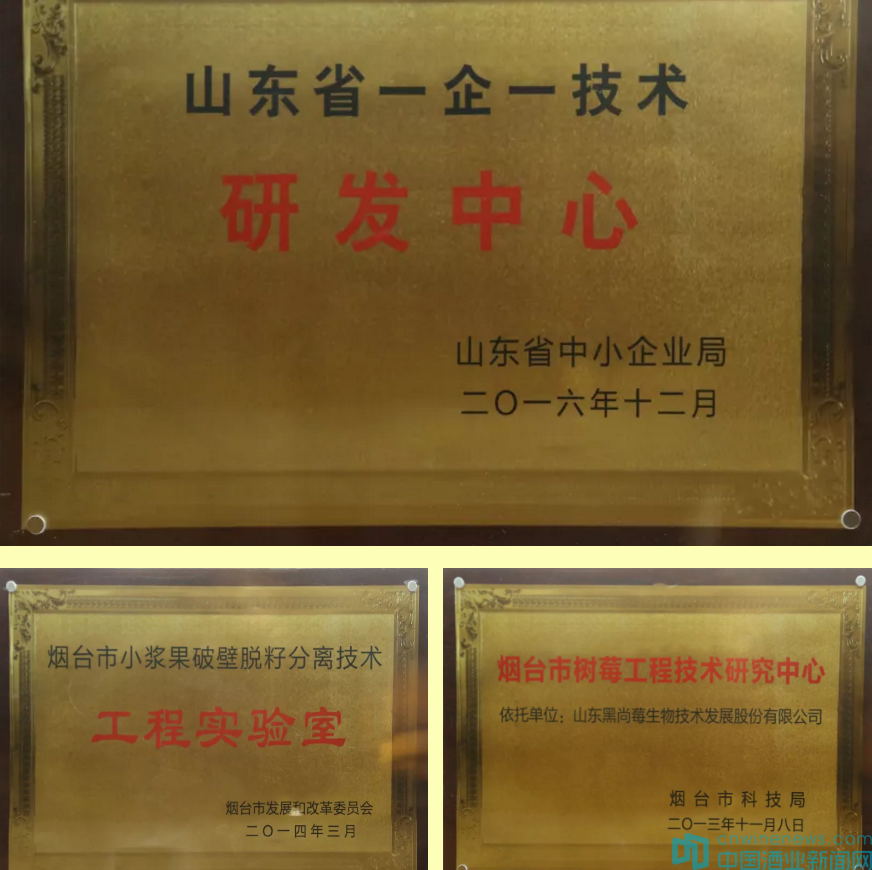 山东省一企一技术
研发中心
山东省中小企业局
二〇一六年十二月
烟台市小浆果破壁脱籽分离技术
工程实验室
烟台市发展和改革委员会
二〇一四年三月
烟台市树莓工程技术研究中心
依托单位：山东黑尚莓生物技术发展股份有限公司
烟台市科技局
二〇一三年十一月八日
中国酒业新闻网